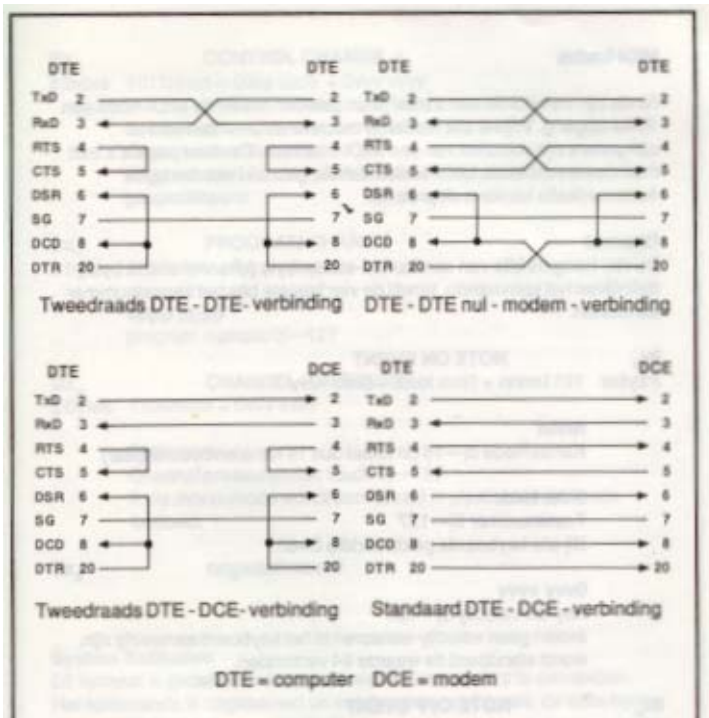 DTE DTE
TxD 2 2
RxD 3 3
RTS 4 4
CTS 5 5
DSR 6 6
SG 7 7
DCD 8 8
DTR 20 20
Tweedraads DTE - DTE - verbinding
DTE DTE
TxD 2 2
RxD 3 3
RTS 4 4
CTS 5 5
DSR 6 6
SG 7 7
DCD 8 8
DTR 20 20
DTE - DTE nul - modem - verbinding
DTE DCE
TxD 2 2
RxD 3 3
RTS 4 4
CTS 5 5
DSR 6 6
SG 7 7
DCD 8 8
DTR 20 20
Tweedraads DTE - DCE - verbinding
DTE DCE
TxD 2 2
RxD 3 3
RTS 4 4
CTS 5 5
DSR 6 6
SG 7 7
DCD 8 8
DTR 20 20
Standaard DTE - DCE - verbinding
DTE = computer DCE = modem